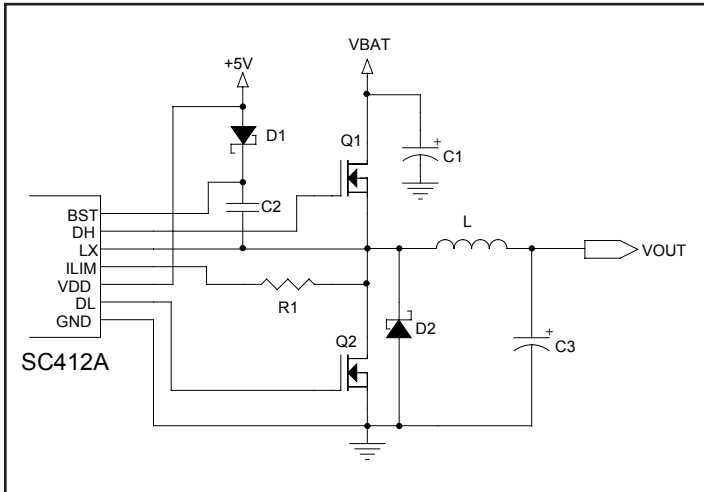 VBAT
+5V
D1
Q1
+
C1
BST
C2
DH
LX
L
VOUT
ILIM
VDD
R1
DL
D2
+
GND
Q2
C3
SC412A